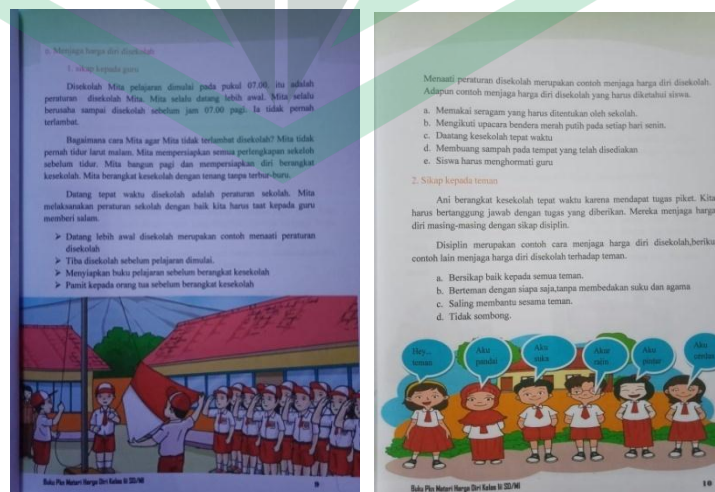 b. Menjaga harga diri disekolah
1. sikap kepada guru
Disekolah Mita pelajaran dimulai pada pukul 07.00, itu adalah
peraturan disekolah Mita. Mita selalu datang lebih awal. Mita selalu
berusaha sampai disekolah sebelum jam 07.00 pagi. Ia tidak pernah
terlambat.
Bagaimana cara Mita agar Mita tidak terlambat disekolah? Mita tidak
pernah tidur larut malam. Mita mempersiapkan semua perlengkapan sekolah
sebelum tidur. Mita bangun pagi dan mempersiapkan diri berangkat
kesekolah. Mita berangkat kesekolah dengan tenang tanpa terbur-buru.
Datang tepat waktu disekolah adalah peraturan sekolah. Mita
melaksanakan peraturan sekolah dengan baik kita harus taat kepada guru
memberi salam.
➤ Datang lebih awal disekolah merupakan contoh menaati peraturan
disekolah
➤ Tiba disekolah sebelum pelajaran dimulai.
➤ Menyiapkan buku pelajaran sebelum berangkat kesekolah
➤ Pamit kepada orang tua sebelum berangkat kesekolah
Buku Pkn Materi Harga Diri Kelas IV SD/MI
9
Menaati peraturan disekolah merupakan contoh menjaga harga diri disekolah.
Adapun contoh menjaga harga diri disekolah yang harus diketahui siswa.
a. Memakai seragam yang harus ditentukan oleh sekolah.
b. Mengikuti upacara bendera merah putih pada setiap hari senin.
c. Daatang kesekolah tepat waktu
d. Membuang sampah pada tempat yang telah disediakan
e. Siswa harus menghormati guru
2. Sikap kepada teman
Ani berangkat kesekolah tepat waktu karena mendapat tugas piket. Kita
harus bertanggung jawab dengan tugas yang diberikan. Mereka menjaga harga
diri masing-masing dengan sikap disiplin.
Disiplin merupakan contoh cara menjaga harga diri disekolah,beriku
contoh lain menjaga harga diri disekolah terhadap teman.
a. Bersikap baik kepada semua teman.
b. Berteman dengan siapa saja,tanpa membedakan suku dan agama
c. Saling membantu sesama teman.
d. Tidak sombong.
Hey,..
teman
Aku
pandai
Aku
suka
Akur
rajin
Aku
pintar
Aku
cerdas
Buku Pkn Materi Harga Diri Kelas IV SD/MI
10